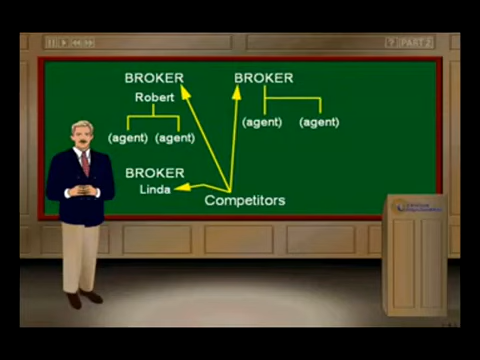 ? PART 2
BROKER
BROKER
Robert
(agent) (agent)
(agent) (agent)
BROKER
Linda
Competitors